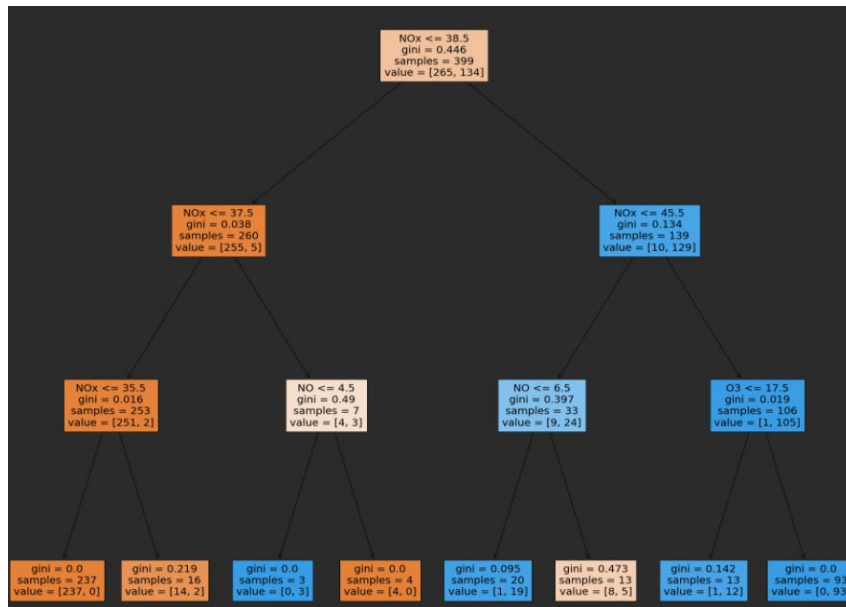 NOx <= 38.5
gini = 0.446
samples = 399
value = [265, 134]
NOx <= 37.5
gini = 0.038
samples = 260
value = [255, 5]
NOx <= 45.5
gini = 0.134
samples = 139
value = [10, 129]
NOx <= 35.5
gini = 0.016
samples = 253
value = [251, 2]
NO <= 4.5
gini = 0.49
samples = 7
value = [4, 3]
NO <= 6.5
gini = 0.397
samples = 33
value = [9, 24]
O3 <= 17.5
gini = 0.019
samples = 106
value = [1, 105]
gini = 0.0
samples = 237
value = [237, 0]
gini = 0.219
samples = 16
value = [14, 2]
gini = 0.0
samples = 3
value = [0, 3]
gini = 0.0
samples = 4
value = [4, 0]
gini = 0.095
samples = 20
value = [1, 19]
gini = 0.473
samples = 13
value = [8, 5]
gini = 0.142
samples = 13
value = [1, 12]
gini = 0.0
samples = 93
value = [0, 93]